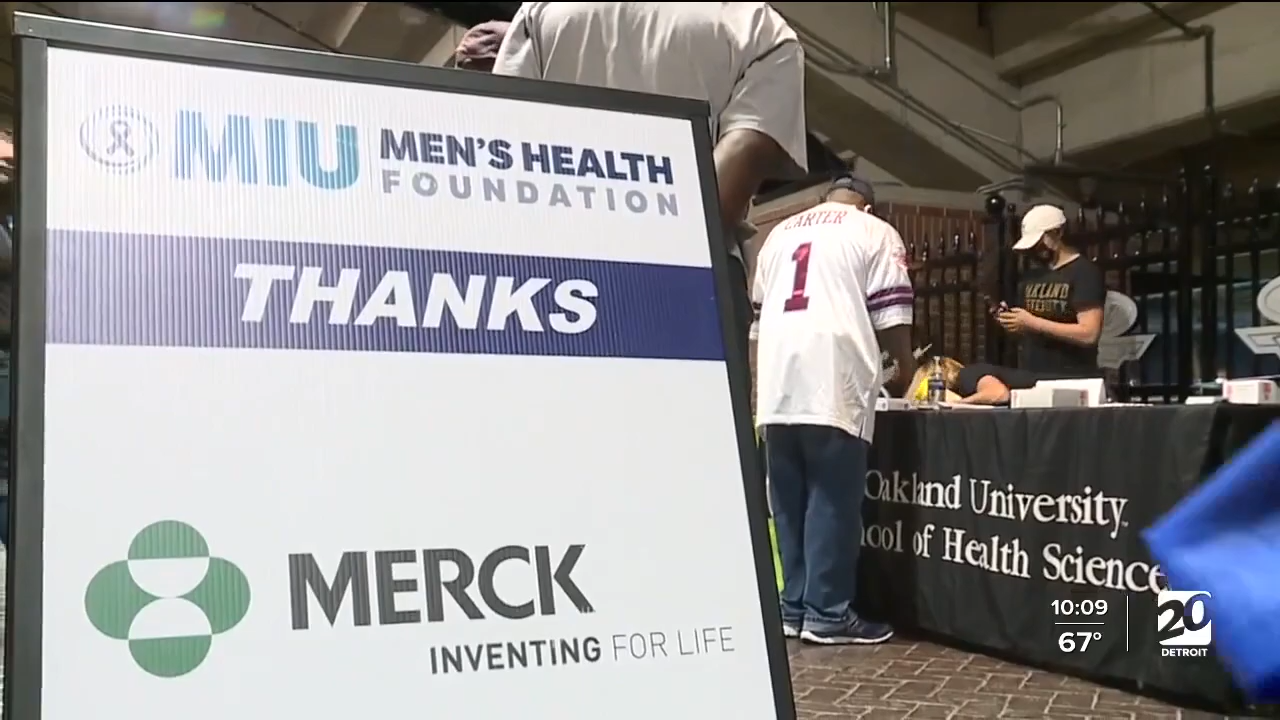 MIU MEN'S HEALTH
FOUNDATION
THANKS
MERCK
INVENTING FOR LIFE
CARTER
1
OAKLAND
Oakland University
ool of Health Science
10:09
67°
20
DETROIT